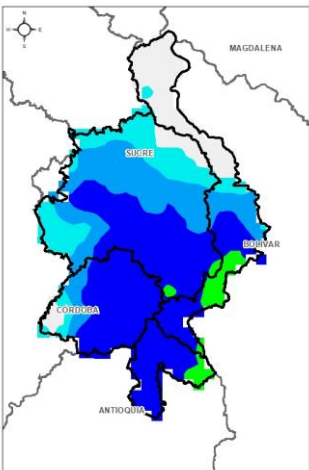 N
W E
S
MAGDALENA
SUCRE
BOLIVAR
CORDOBA
ANTIOQUIA